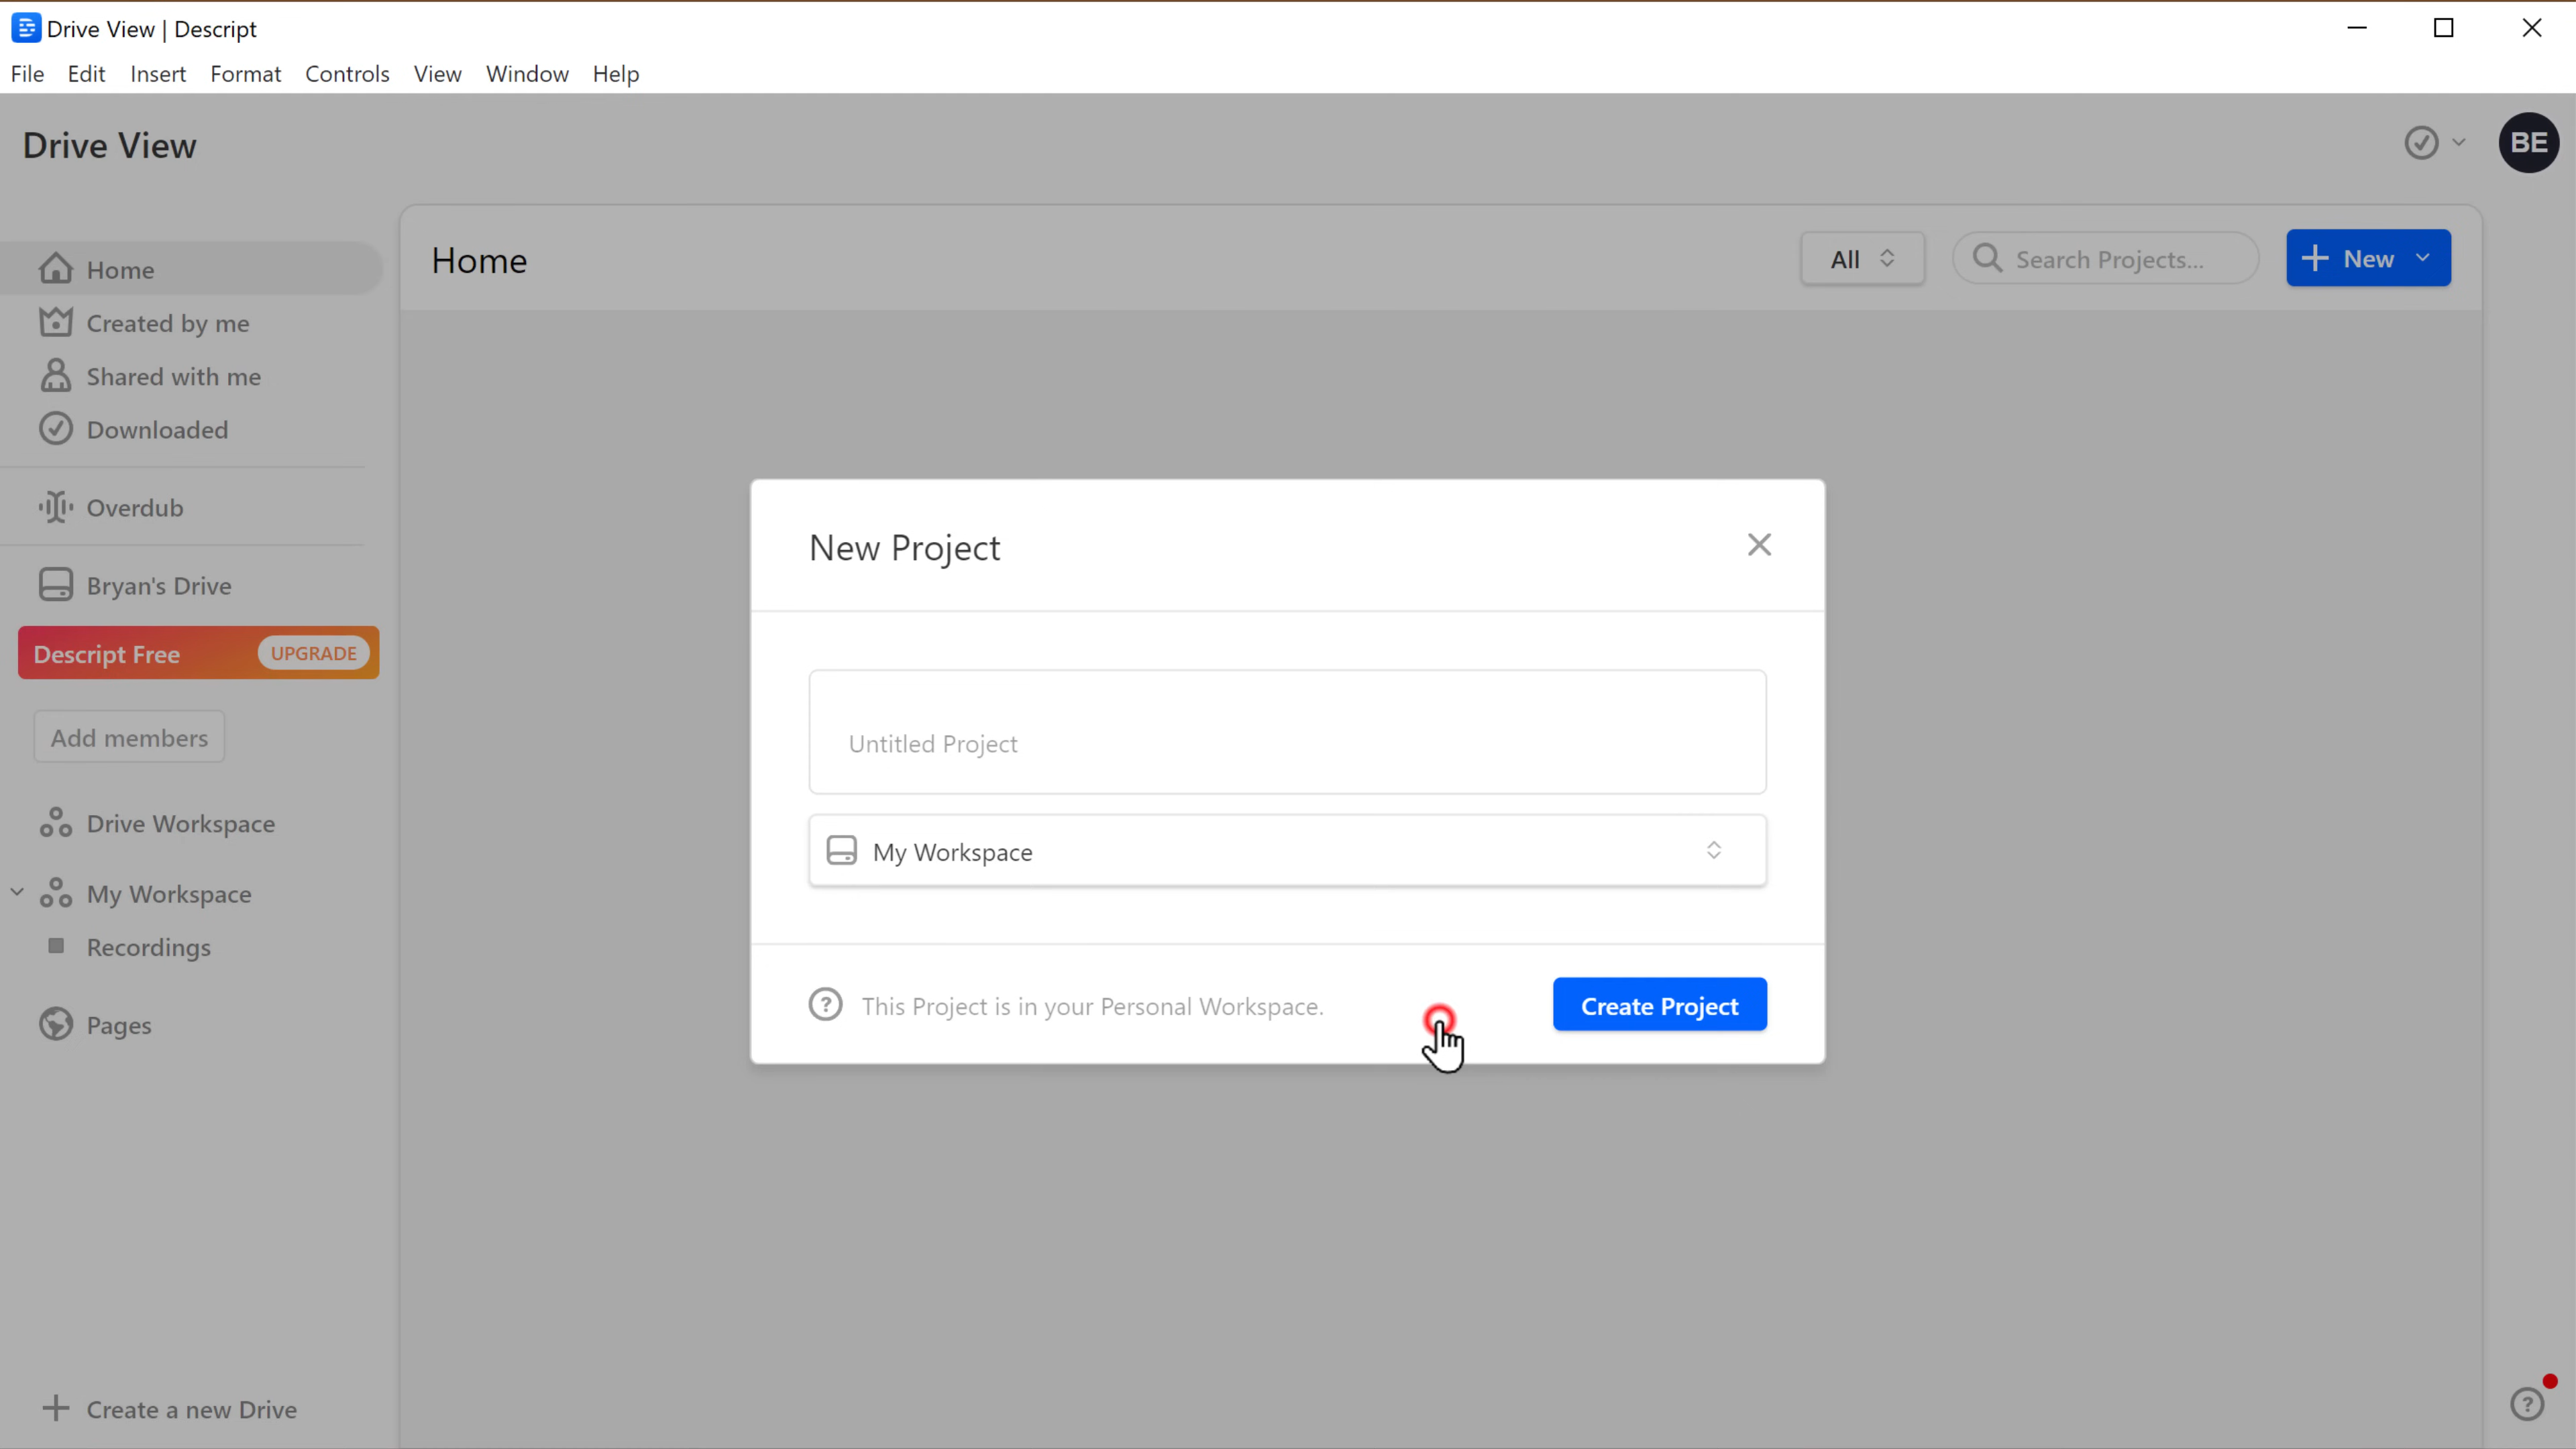 Drive View | Descript
File Edit Insert Format Controls View Window Help
Drive View
BE
Home
Created by me
Shared with me
Downloaded
Overdub
Bryan's Drive
Descript Free UPGRADE
Add members
Drive Workspace
My Workspace
Recordings
Pages
Create a new Drive
Home
All
Search Projects...
New
New Project
Untitled Project
My Workspace
This Project is in your Personal Workspace.
Create Project